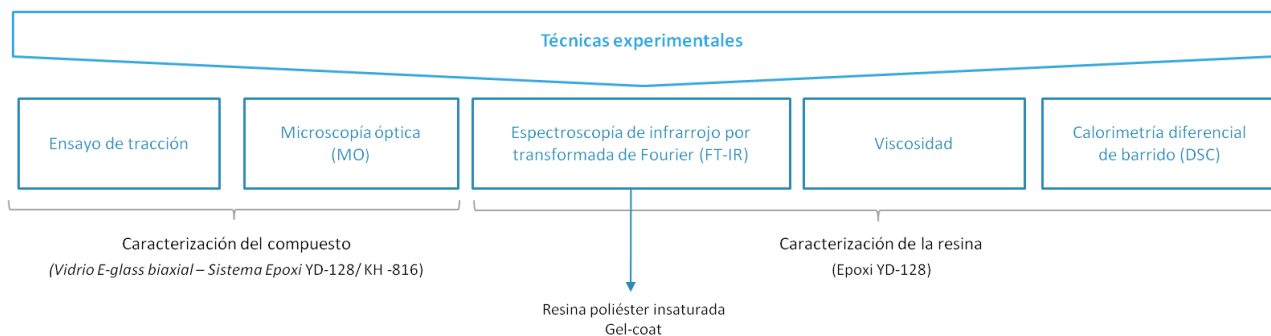 Técnicas experimentales
Ensayo de tracción
Microscopía óptica
(MO)
Espectroscopía de infrarrojo por
transformada de Fourier (FT-IR)
Viscosidad
Calorimetría diferencial
de barrido (DSC)
Caracterización del compuesto
(Vidrio E-glass biaxial – Sistema Epoxi YD-128/ KH -816)
Caracterización de la resina
(Epoxi YD-128)
Resina poliéster insaturada
Gel-coat